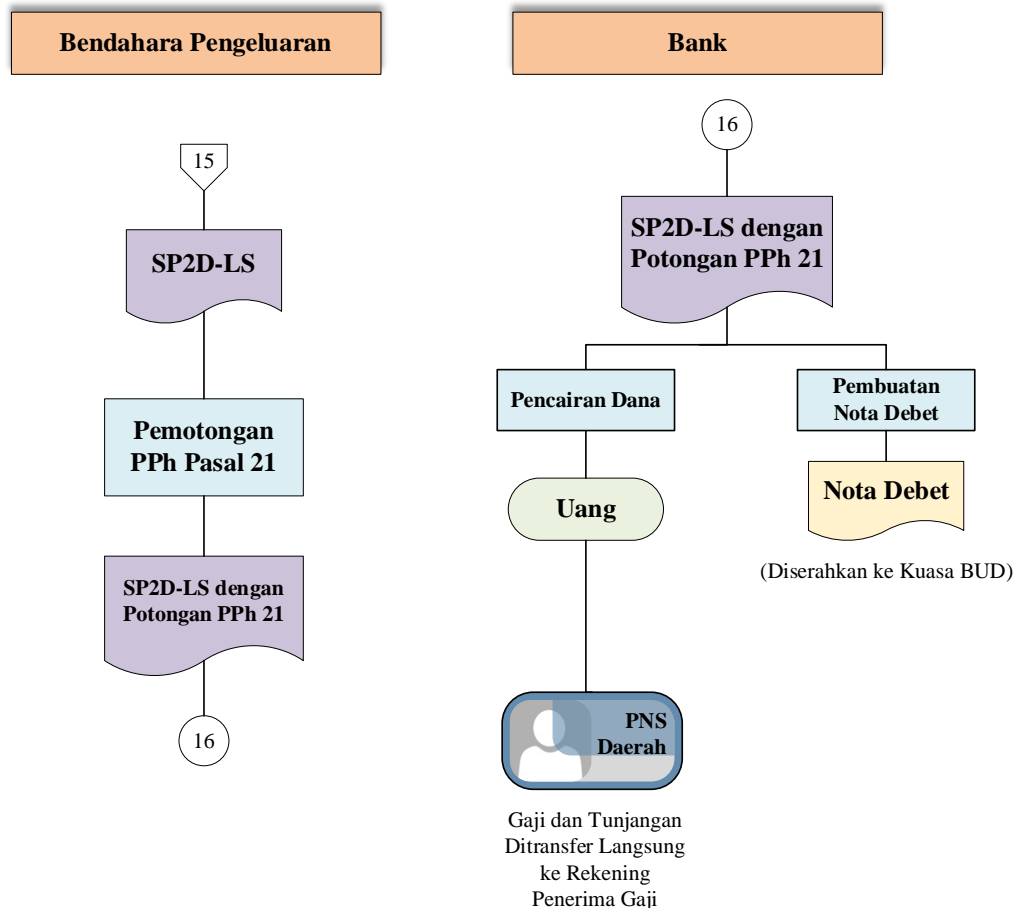 Bendahara Pengeluaran
Bank
15
SP2D-LS
Pemotongan
PPh Pasal 21
SP2D-LS dengan
Potongan PPh 21
16
16
SP2D-LS dengan
Potongan PPh 21
Pencairan Dana
Pembuatan
Nota Debet
Uang
Nota Debet
(Diserahkan ke Kuasa BUD)
PNS
Daerah
Gaji dan Tunjangan
Ditransfer Langsung
ke Rekening
Penerima Gaji